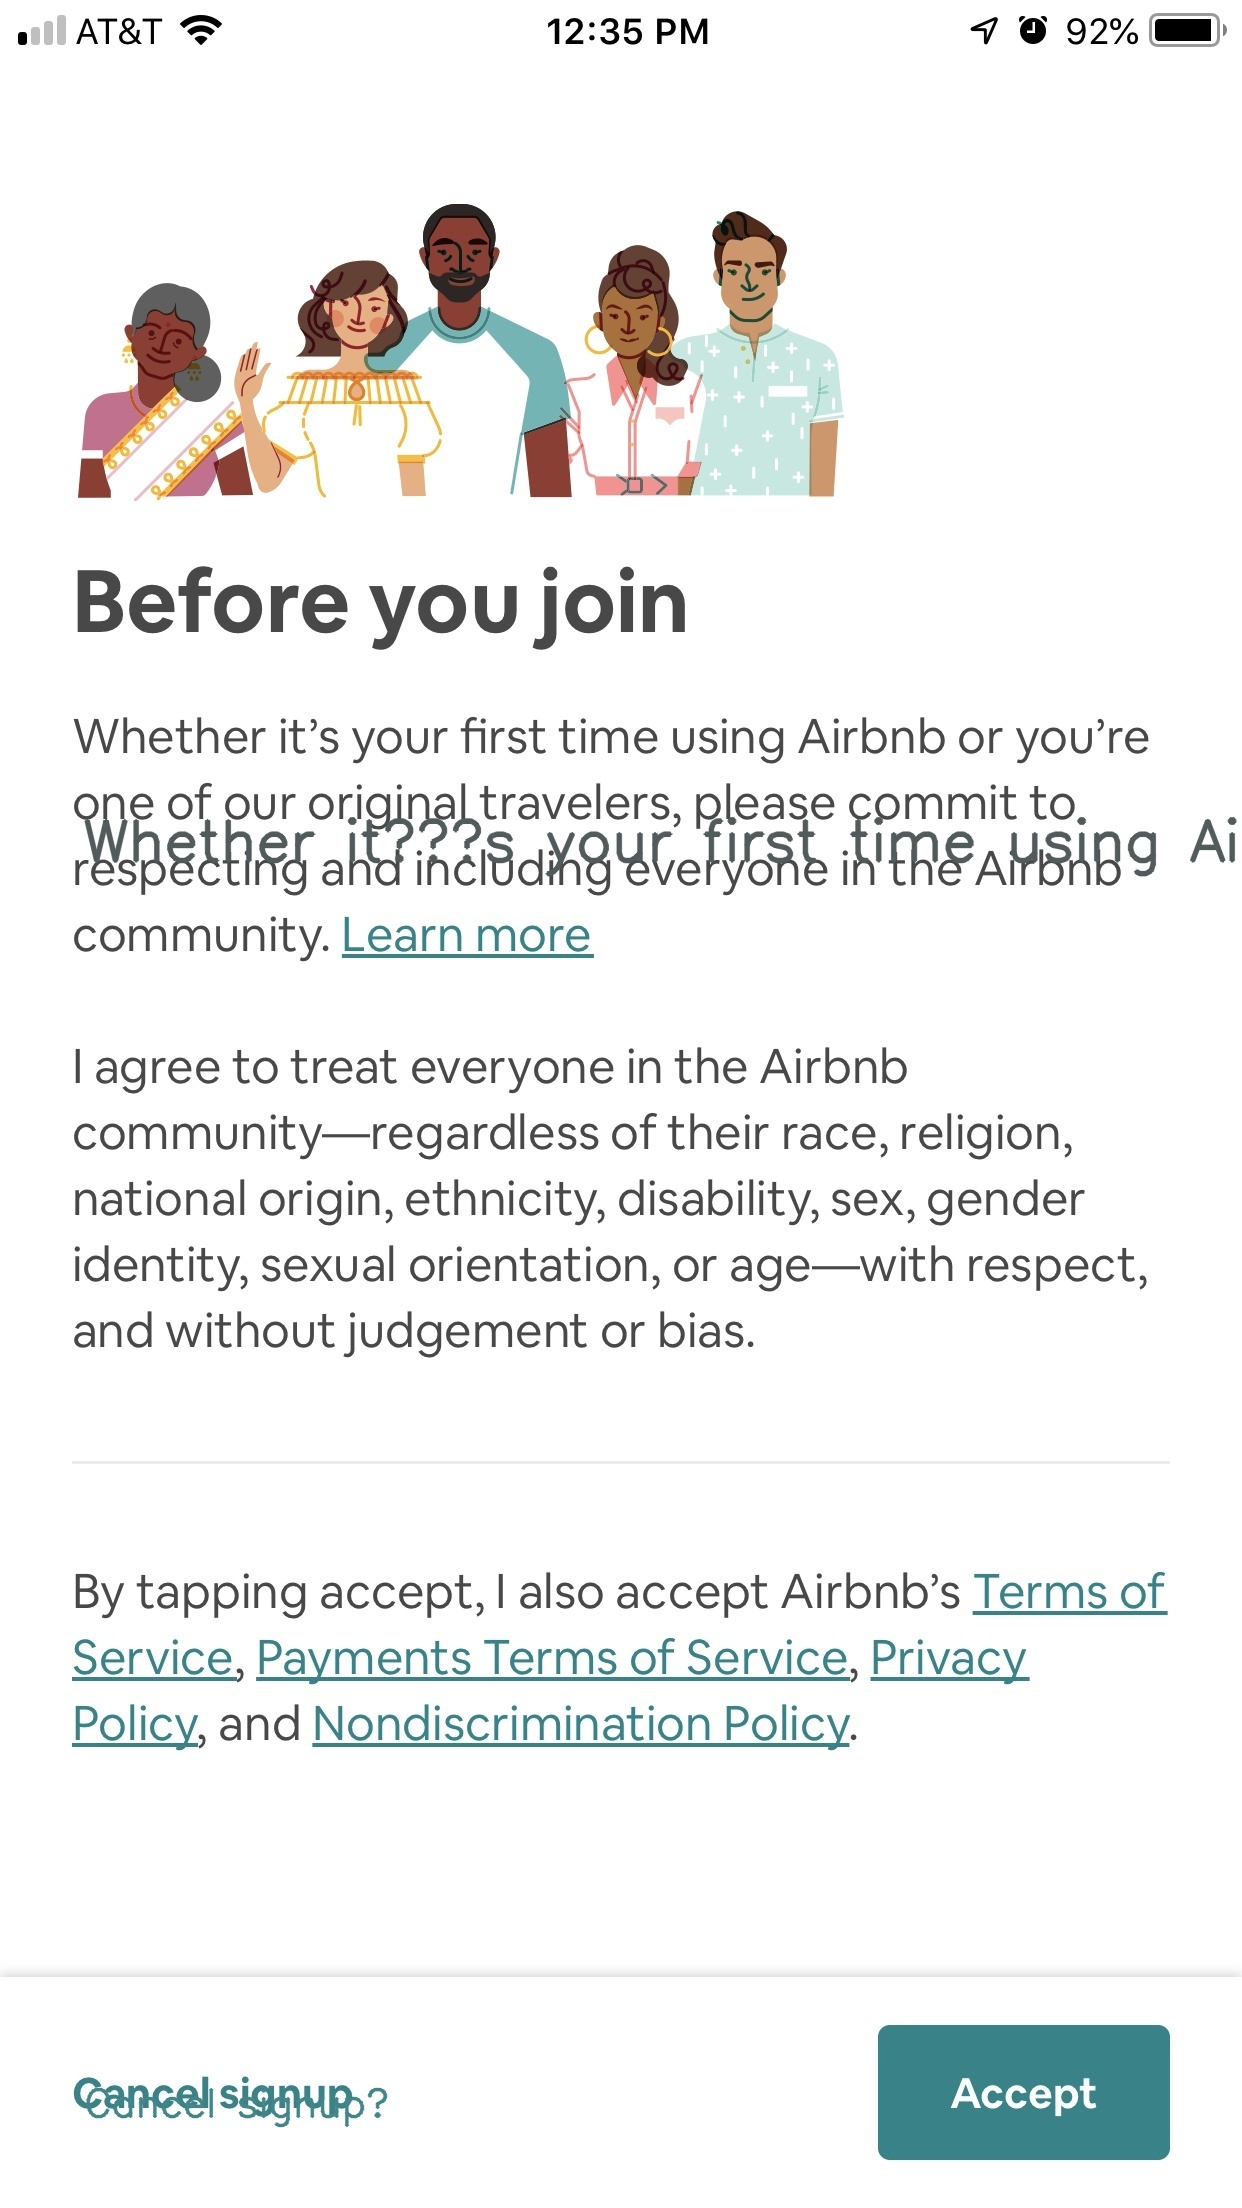 AT&T 12:35 PM 92%
Before you join
Whether it’s your first time using Airbnb or you’re
one of our original travelers, please commit to
Whether it???s your first time using Ai
respecting and including everyone in the Airbnb
community. Learn more
I agree to treat everyone in the Airbnb
community—regardless of their race, religion,
national origin, ethnicity, disability, sex, gender
identity, sexual orientation, or age—with respect,
and without judgement or bias.
By tapping accept, I also accept Airbnb’s Terms of
Service, Payments Terms of Service, Privacy
Policy, and Nondiscrimination Policy.
Cancel signup
Cancel signup?
Accept